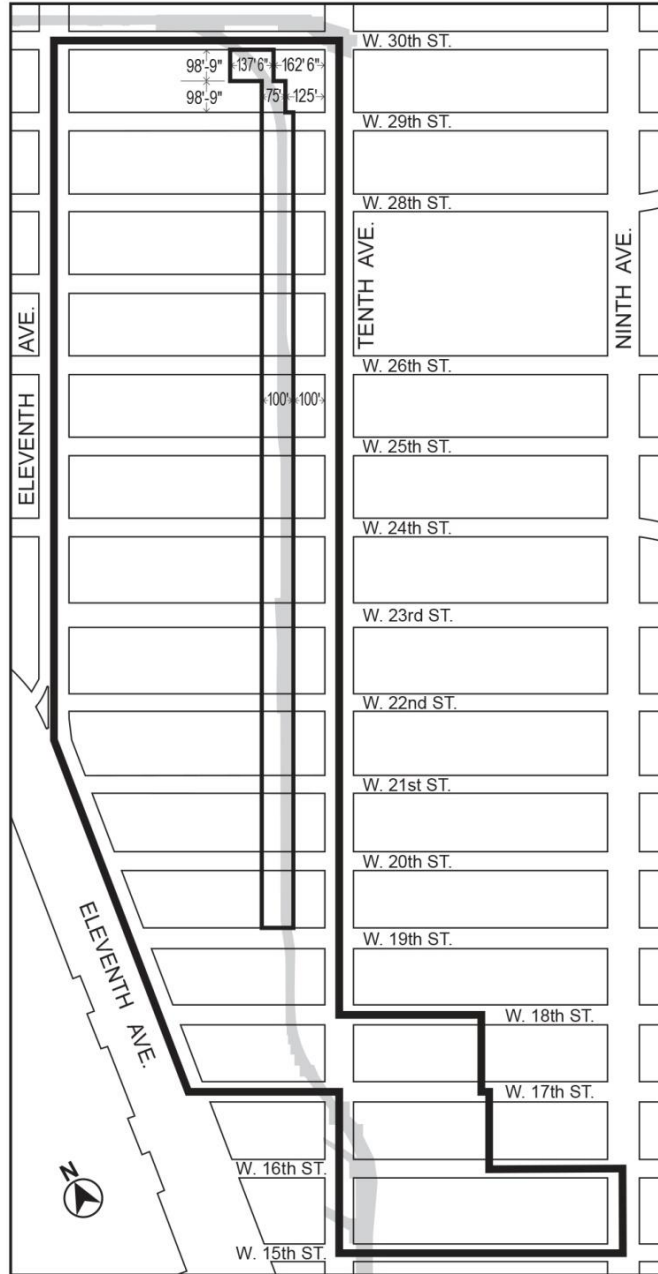 W. 30th ST.
98'-9" 137'6" 162'6"
98'-9" 75' 125'
W. 29th ST.
W. 28th ST.
TENTH AVE.
NINTH AVE.
ELEVENTH AVE.
W. 26th ST.
100' 100'
W. 25th ST.
W. 24th ST.
W. 23rd ST.
W. 22nd ST.
W. 21st ST.
W. 20th ST.
W. 19th ST.
ELEVENTH AVE.
W. 18th ST.
W. 17th ST.
W. 16th ST.
N
W. 15th ST.